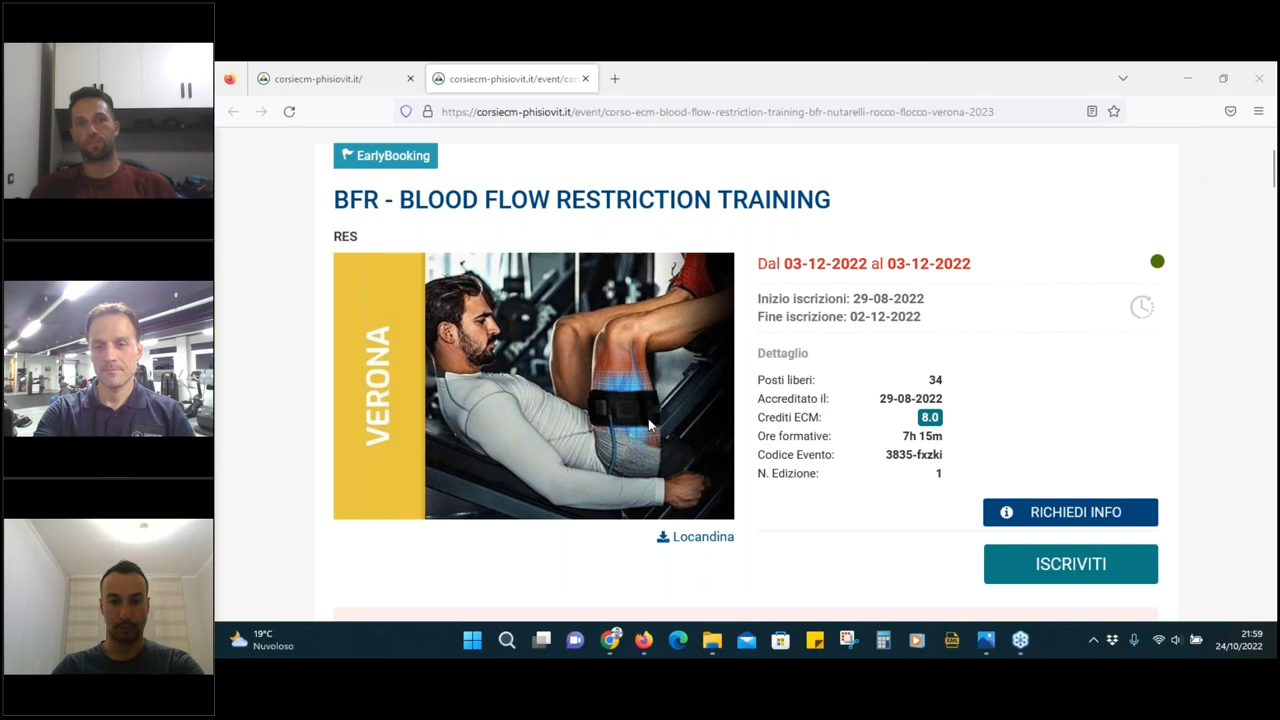 corsiecm-phisiovit.it/
corsiecm-phisiovit.it/event/cor
https://corsiecm-phisiovit.it/event/corso-ecm-blood-flow-restriction-training-bfr-nutarelli-rocco-flocco-verona-2023
EarlyBooking
BFR - BLOOD FLOW RESTRICTION TRAINING
RES
VERONA
Locandina
Dal 03-12-2022 al 03-12-2022
Inizio iscrizioni: 29-08-2022
Fine iscrizione: 02-12-2022
Dettaglio
Posti liberi: 34
Accreditato il: 29-08-2022
Crediti ECM: 8.0
Ore formative: 7h 15m
Codice Evento: 3835-fxzki
N. Edizione: 1
RICHIEDI INFO
ISCRIVITI
19°C
Nuvoloso
21:59
24/10/2022